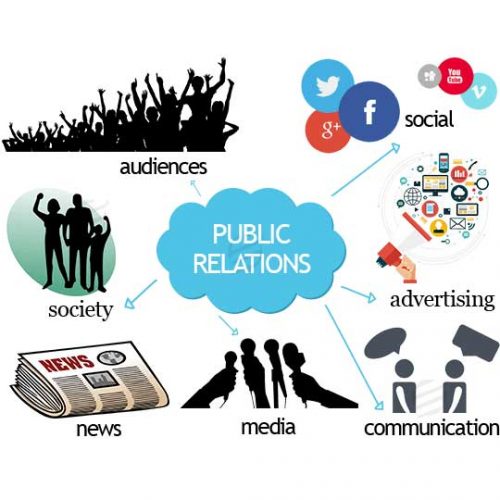 You
Tube
g+
f
social
audiences
PUBLIC
RELATIONS
society
advertising
NEWS
news
media
communication